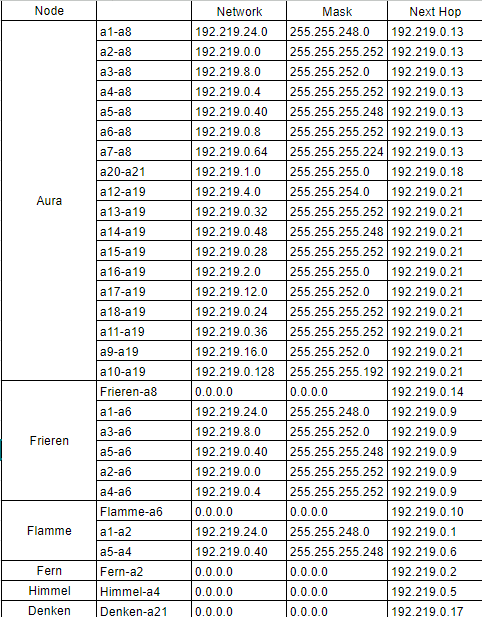 Node Network Mask Next Hop
Aura
a1-a8 192.219.24.0 255.255.248.0 192.219.0.13
a2-a8 192.219.0.0 255.255.255.252 192.219.0.13
a3-a8 192.219.8.0 255.255.252.0 192.219.0.13
a4-a8 192.219.0.4 255.255.255.252 192.219.0.13
a5-a8 192.219.0.40 255.255.255.248 192.219.0.13
a6-a8 192.219.0.8 255.255.255.252 192.219.0.13
a7-a8 192.219.0.64 255.255.255.224 192.219.0.13
a20-a21 192.219.1.0 255.255.255.0 192.219.0.18
a12-a19 192.219.4.0 255.255.254.0 192.219.0.21
a13-a19 192.219.0.32 255.255.255.252 192.219.0.21
a14-a19 192.219.0.48 255.255.255.248 192.219.0.21
a15-a19 192.219.0.28 255.255.255.252 192.219.0.21
a16-a19 192.219.2.0 255.255.255.0 192.219.0.21
a17-a19 192.219.12.0 255.255.252.0 192.219.0.21
a18-a19 192.219.0.24 255.255.255.252 192.219.0.21
a11-a19 192.219.0.36 255.255.255.252 192.219.0.21
a9-a19 192.219.16.0 255.255.252.0 192.219.0.21
a10-a19 192.219.0.128 255.255.255.192 192.219.0.21
Frieren
Frieren-a8 0.0.0.0 0.0.0.0 192.219.0.14
a1-a6 192.219.24.0 255.255.248.0 192.219.0.9
a3-a6 192.219.8.0 255.255.252.0 192.219.0.9
a5-a6 192.219.0.40 255.255.255.248 192.219.0.9
a2-a6 192.219.0.0 255.255.255.252 192.219.0.9
a4-a6 192.219.0.4 255.255.255.252 192.219.0.9
Flamme
Flamme-a6 0.0.0.0 0.0.0.0 192.219.0.10
a1-a2 192.219.24.0 255.255.248.0 192.219.0.1
a5-a4 192.219.0.40 255.255.255.248 192.219.0.6
Fern Fern-a2 0.0.0.0 0.0.0.0 192.219.0.2
Himmel Himmel-a4 0.0.0.0 0.0.0.0 192.219.0.5
Denken Denken-a21 0.0.0.0 0.0.0.0 192.219.0.17